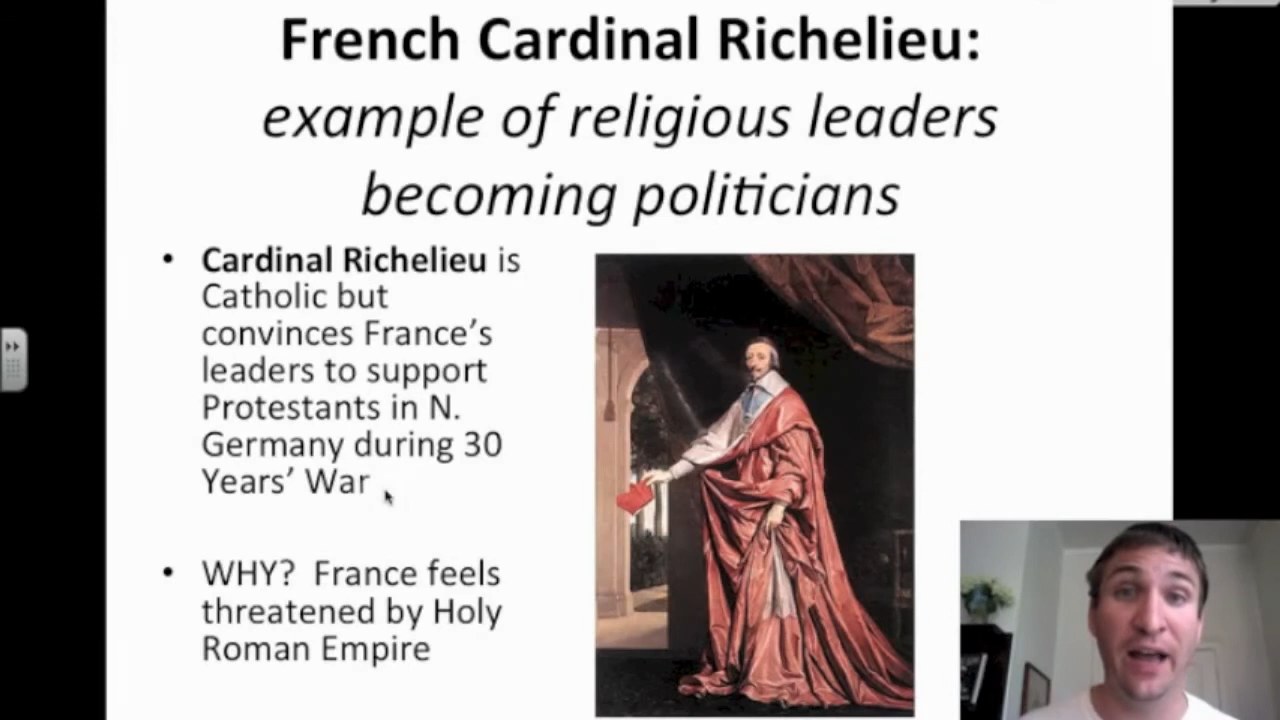 French Cardinal Richelieu:
example of religious leaders
becoming politicians
• Cardinal Richelieu is
Catholic but
convinces France’s
leaders to support
Protestants in N.
Germany during 30
Years’ War
• WHY?  France feels
threatened by Holy
Roman Empire